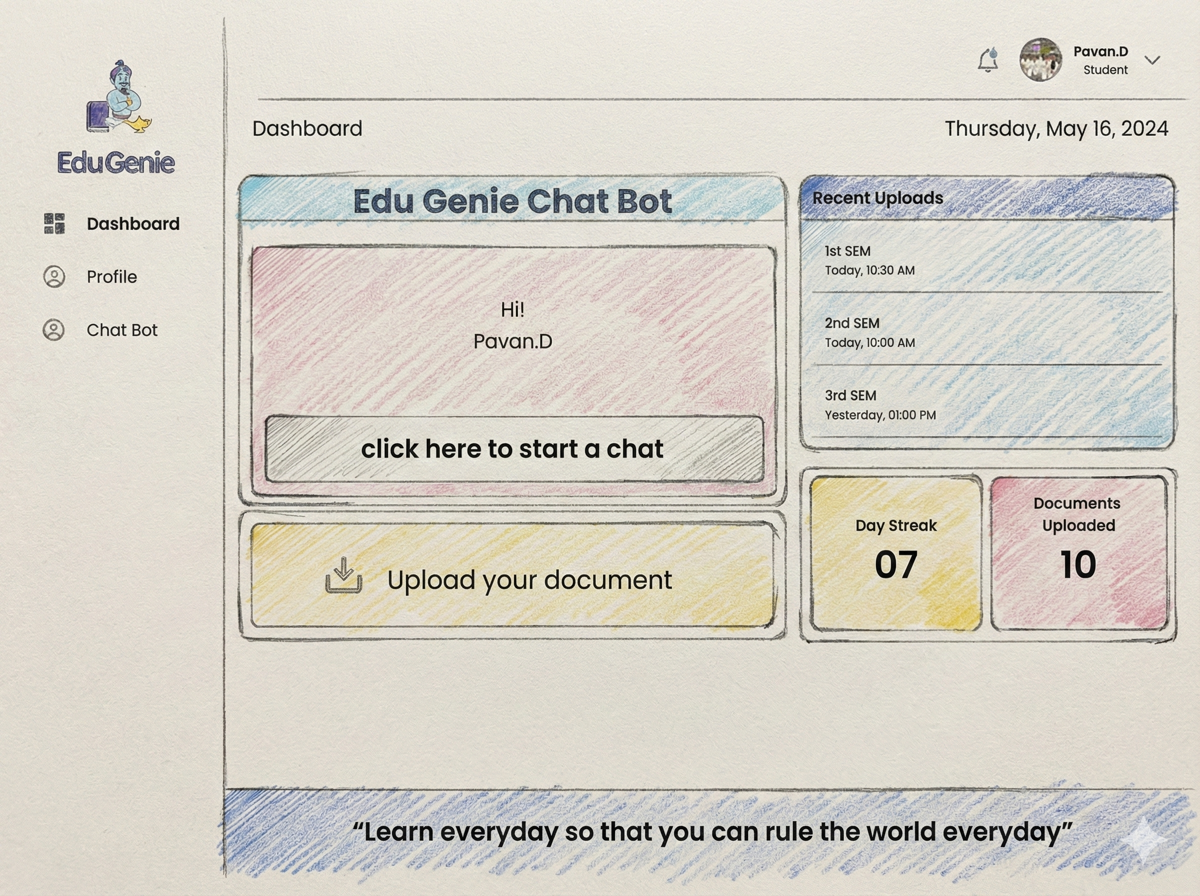 EduGenie
Dashboard
Profile
Chat Bot
Pavan.D
Student
Dashboard
Thursday, May 16, 2024
Edu Genie Chat Bot
Hi!
Pavan.D
click here to start a chat
Upload your document
Recent Uploads
1st SEM
Today, 10:30 AM
2nd SEM
Today, 10:00 AM
3rd SEM
Yesterday, 01:00 PM
Day Streak
07
Documents
Uploaded
10
“Learn everyday so that you can rule the world everyday”